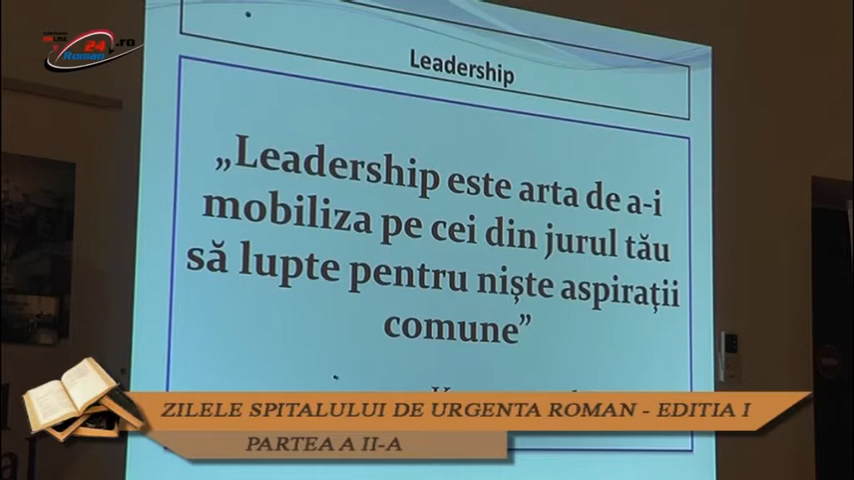 Roman 24 .ro
Leadership
„Leadership este arta de a-i
mobiliza pe cei din jurul tău
să lupte pentru niște aspirații
comune”
ZILELE SPITALULUI DE URGENTA ROMAN - EDITIA I
PARTEA A II-A